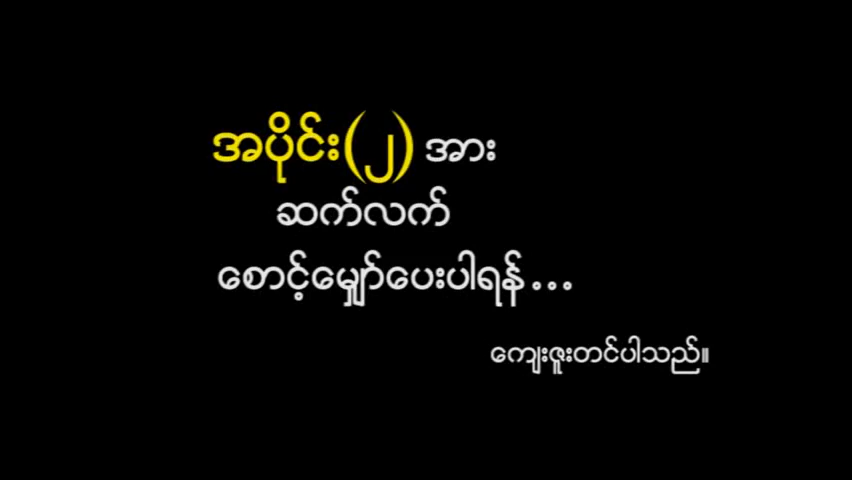 အပိုင်း(၂) အား
ဆက်လက်
စောင့်မျှော်ပေးပါရန်...
ကျေးဇူးတင်ပါသည်။